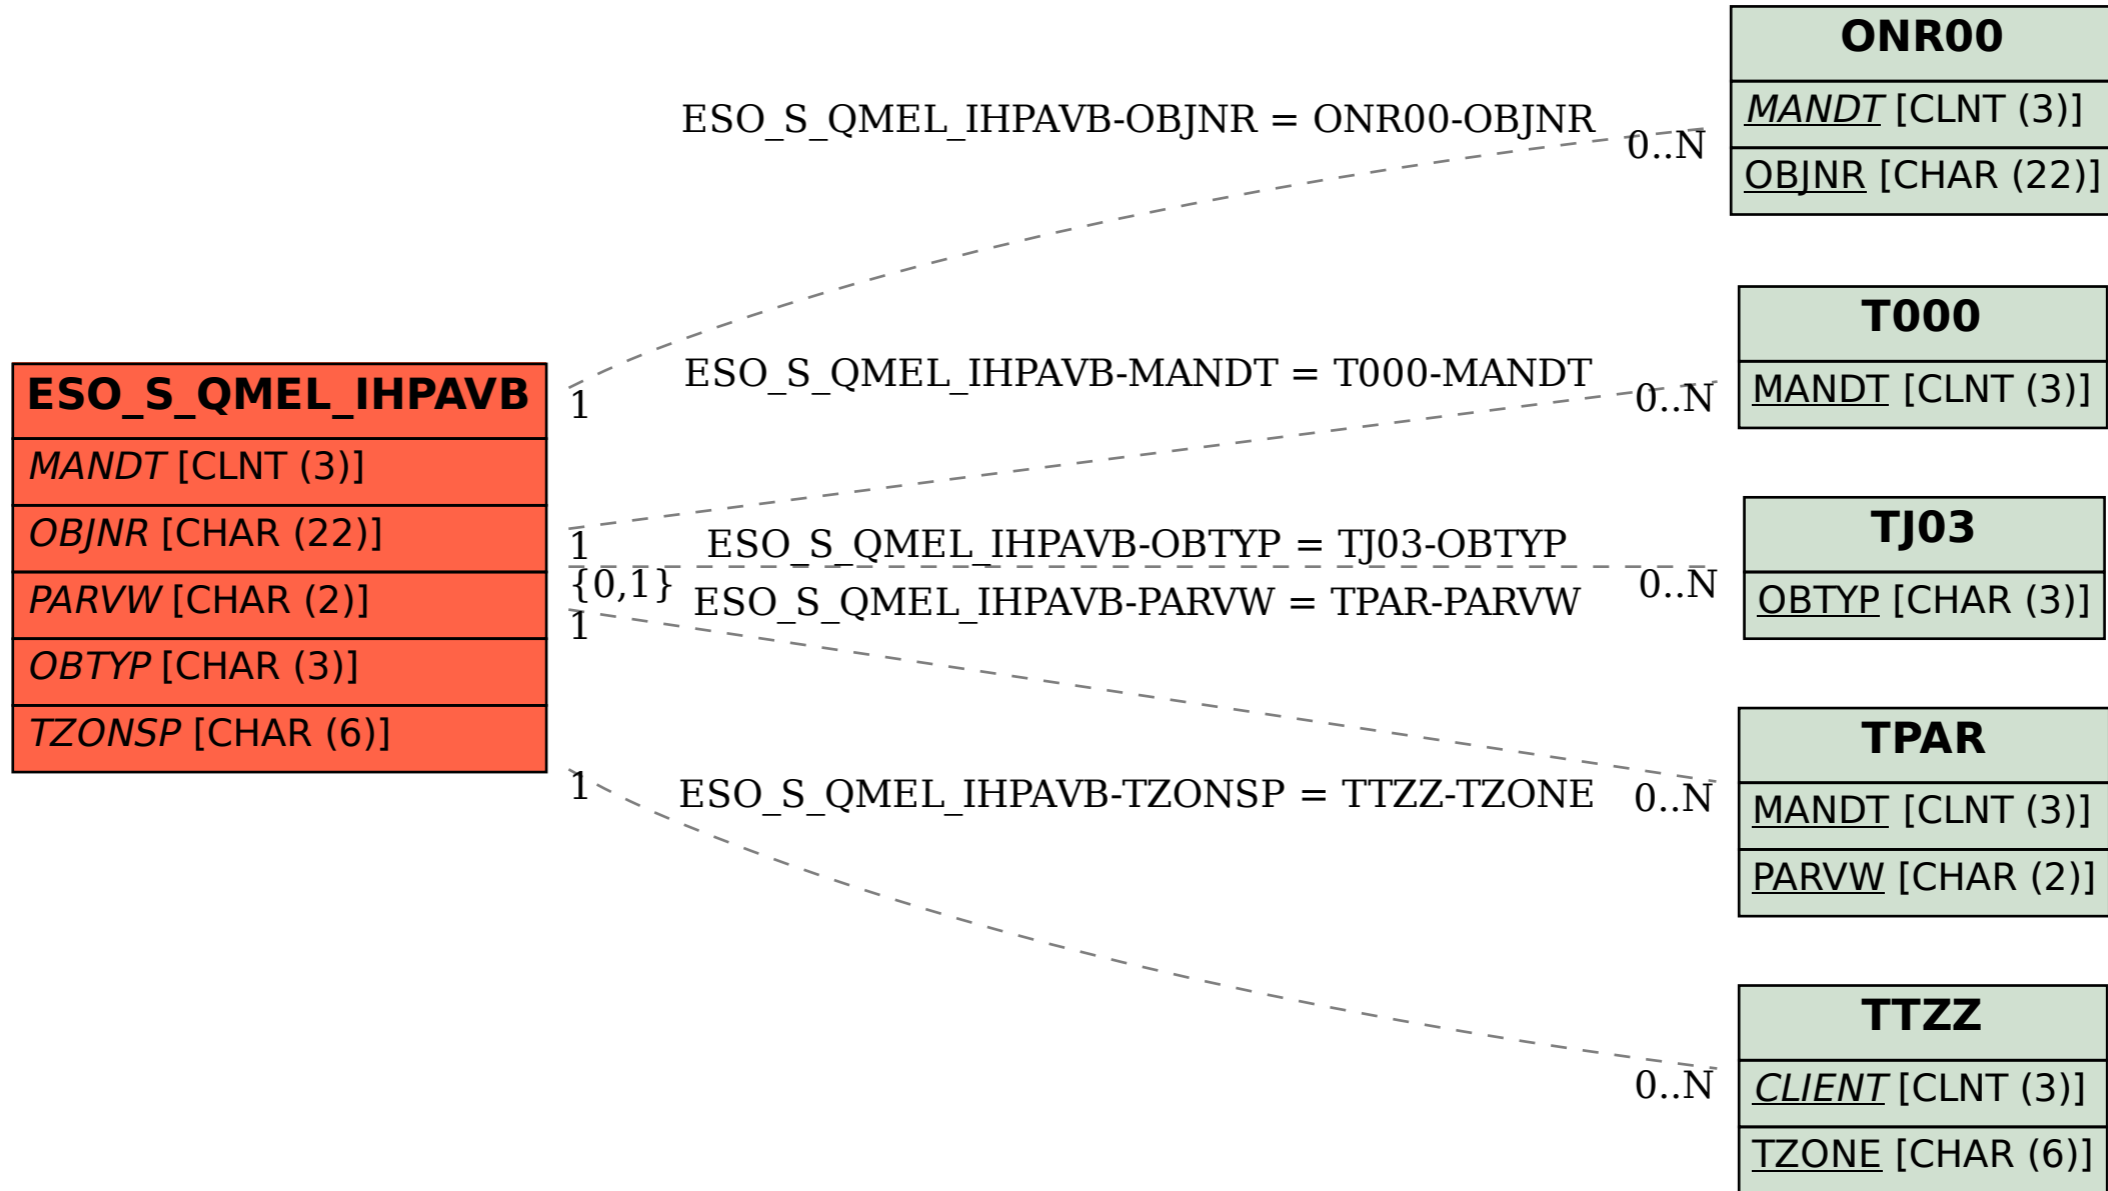 ESO_S_QMEL_IHPAVB
MANDT [CLNT (3)]
OBJNR [CHAR (22)]
PARVW [CHAR (2)]
OBTYP [CHAR (3)]
TZONSP [CHAR (6)]
ESO_S_QMEL_IHPAVB-OBJNR = ONR00-OBJNR
0..N
1
ESO_S_QMEL_IHPAVB-MANDT = T000-MANDT
0..N
1
ESO_S_QMEL_IHPAVB-OBTYP = TJ03-OBTYP
0..N
{0,1}
ESO_S_QMEL_IHPAVB-PARVW = TPAR-PARVW
0..N
1
ESO_S_QMEL_IHPAVB-TZONSP = TTZZ-TZONE
0..N
1
ONR00
MANDT [CLNT (3)]
OBJNR [CHAR (22)]
T000
MANDT [CLNT (3)]
TJ03
OBTYP [CHAR (3)]
TPAR
MANDT [CLNT (3)]
PARVW [CHAR (2)]
TTZZ
CLIENT [CLNT (3)]
TZONE [CHAR (6)]